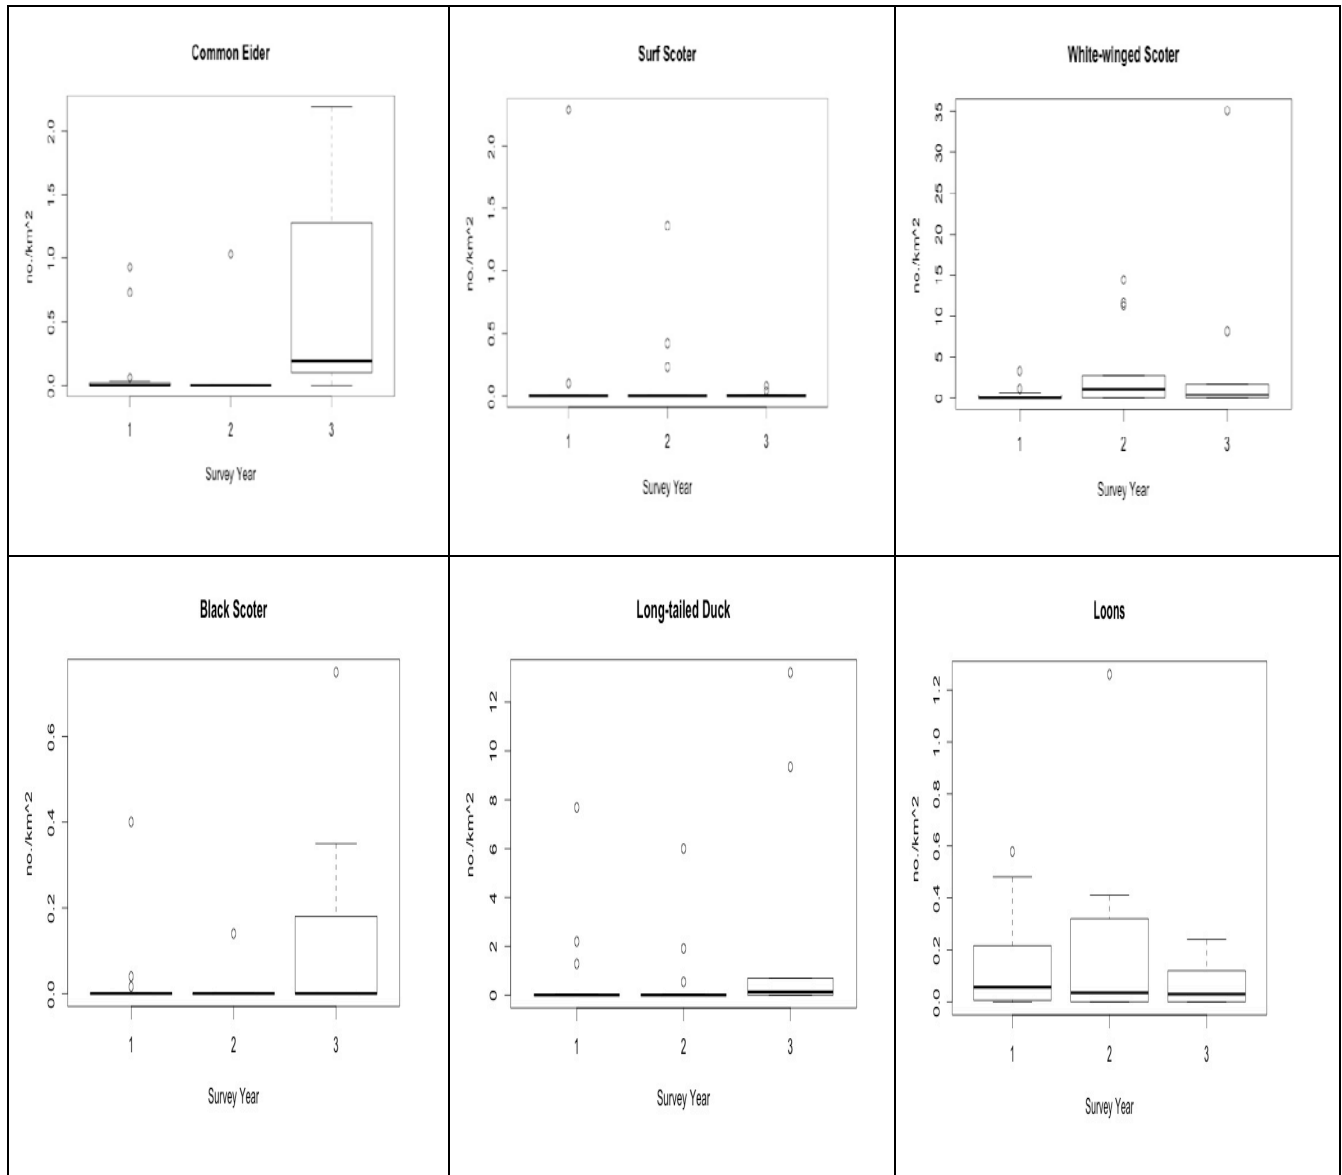 Common Eider
no./km^2
0.0 0.5 1.0 1.5 2.0
1 2 3
Survey Year
Surf Scoter
no./km^2
0.0 0.5 1.0 1.5 2.0
1 2 3
Survey Year
White-winged Scoter
no./km^2
0 5 10 15 20 25 30 35
1 2 3
Survey Year
Black Scoter
no./km^2
0.0 0.2 0.4 0.6
1 2 3
Survey Year
Long-tailed Duck
no./km^2
0 2 4 6 8 10 12
1 2 3
Survey Year
Loons
no./km^2
0.0 0.2 0.4 0.6 0.8 1.0 1.2
1 2 3
Survey Year